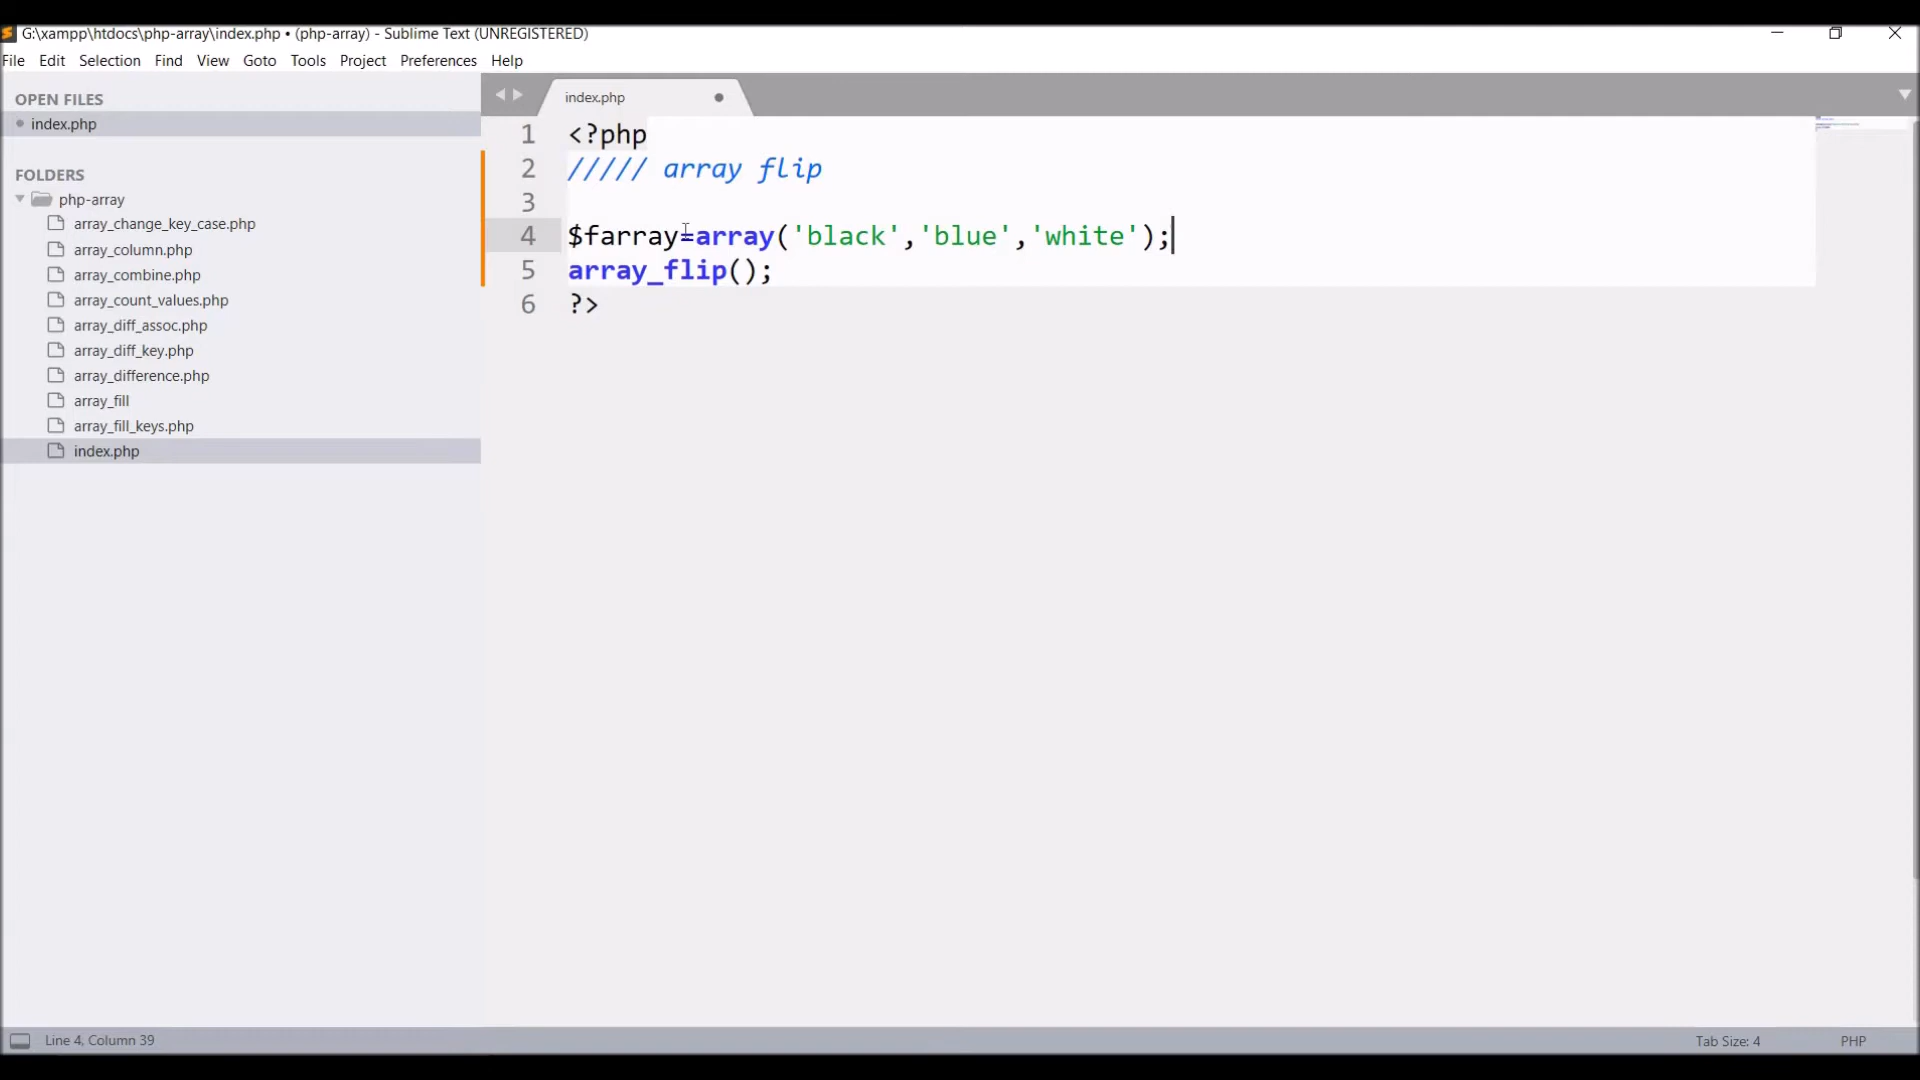 G:\xampp\htdocs\php-array\index.php • (php-array) - Sublime Text (UNREGISTERED)
File Edit Selection Find View Goto Tools Project Preferences Help
OPEN FILES
index.php
FOLDERS
php-array
array_change_key_case.php
array_column.php
array_combine.php
array_count_values.php
array_diff_assoc.php
array_diff_key.php
array_difference.php
array_fill
array_fill_keys.php
index.php
index.php
1 <?php
2 ///// array flip
3
4 $farray=array('black','blue','white');
5 array_flip();
6 ?>
Line 4, Column 39
Tab Size: 4
PHP